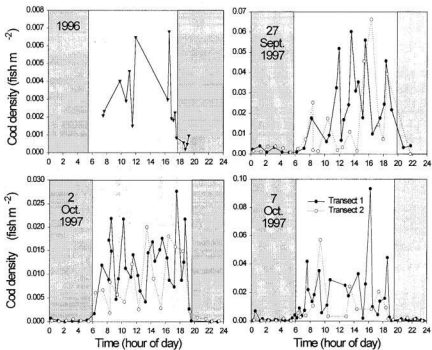 1996
Cod density (fish m -2)
0.008
0.007
0.006
0.005
0.004
0.003
0.002
0.001
0.000
0 2 4 6 8 10 12 14 16 18 20 22 24
27
Sept.
1997
0.07
0.06
0.05
0.04
0.03
0.02
0.01
0.00
0 2 4 6 8 10 12 14 16 18 20 22 24
2
Oct.
1997
Cod density (fish m -2)
0.030
0.025
0.020
0.015
0.010
0.005
0.000
0 2 4 6 8 10 12 14 16 18 20 22 24
Time (hour of day)
7
Oct.
1997
Transect 1
Transect 2
0.10
0.08
0.06
0.04
0.02
0.00
0 2 4 6 8 10 12 14 16 18 20 22 24
Time (hour of day)